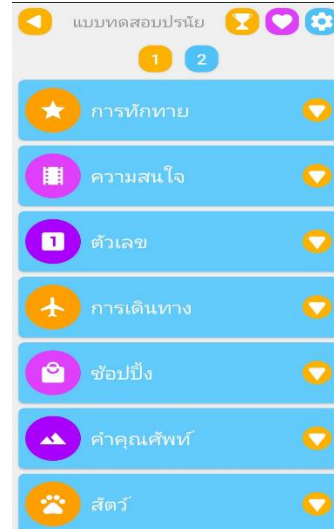 แบบทดสอบปรนัย
1 2
การทักทาย
ความสนใจ
1 ตัวเลข
การเดินทาง
ช้อปปิ้ง
คำคุณศัพท์
สัตว์